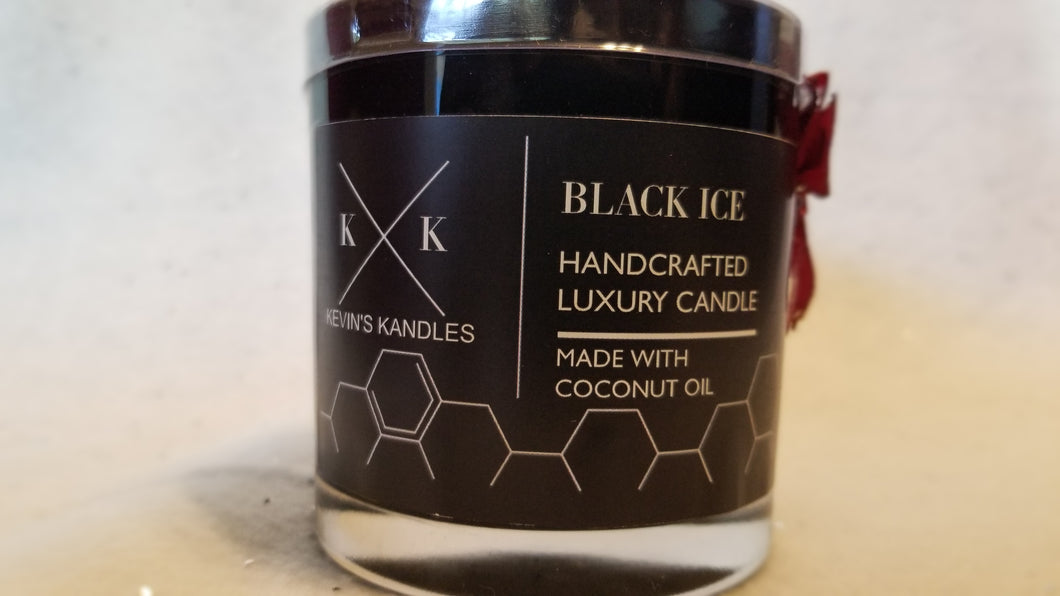 K K
KEVIN'S KANDLES
BLACK ICE
HANDCRAFTED
LUXURY CANDLE
MADE WITH
COCONUT OIL